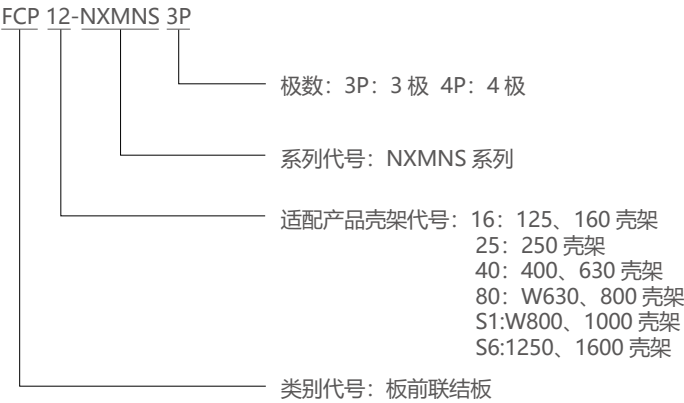 FCP 12-NXMNS 3P
极数：3P：3 极 4P：4 极
系列代号：NXMNS 系列
适配产品壳架代号：16：125、160 壳架
25：250 壳架
40：400、630 壳架
80：W630、800 壳架
S1:W800、1000 壳架
S6:1250、1600 壳架
类别代号：板前联结板